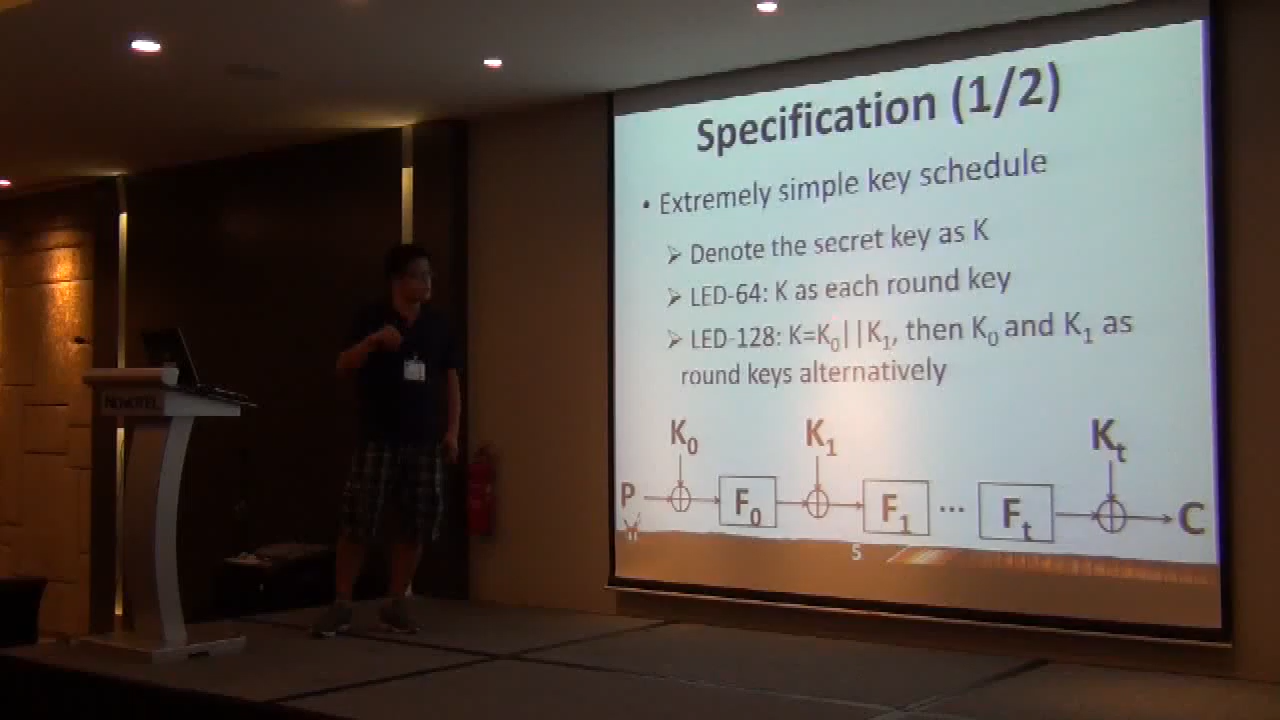 Specification (1/2)
• Extremely simple key schedule
➢ Denote the secret key as K
➢ LED-64: K as each round key
➢ LED-128: K=K₀||K₁, then K₀ and K₁ as
round keys alternatively
K₀ K₁ Kₜ
P F₀ F₁ ... Fₜ C
5
NOVOTEL